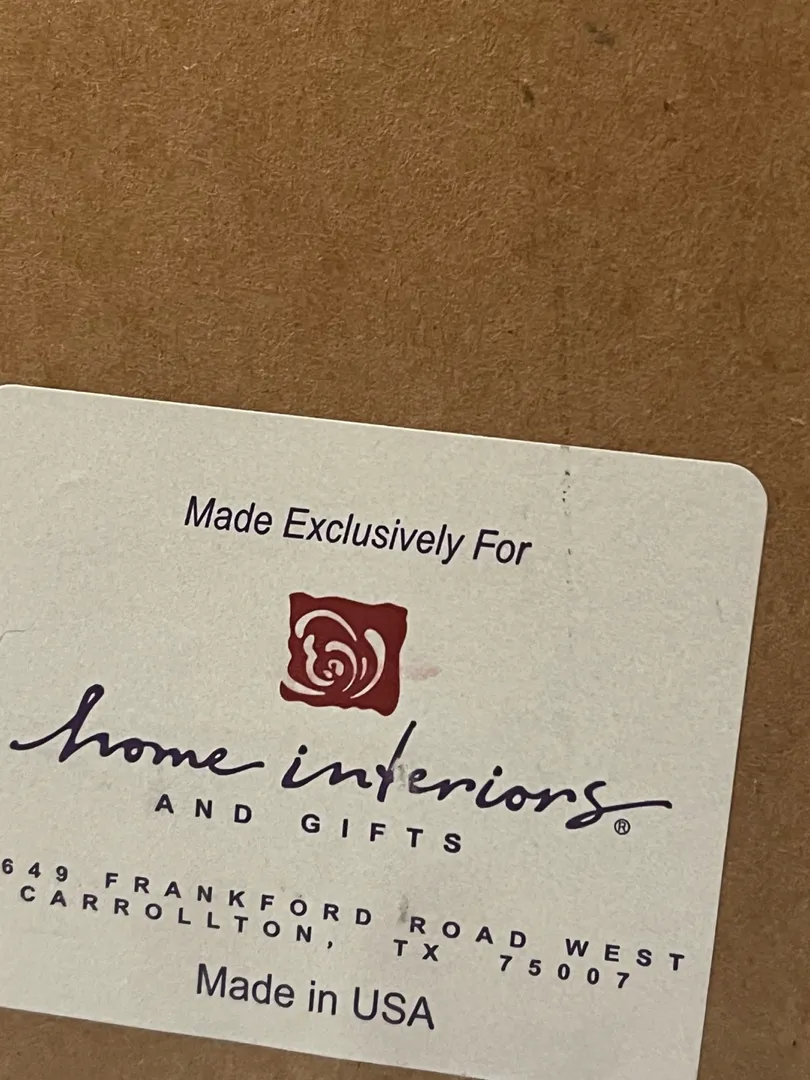 Made Exclusively For
home interiors
AND GIFTS ®
649 FRANKFORD ROAD WEST
CARROLLTON, TX 75007
Made in USA